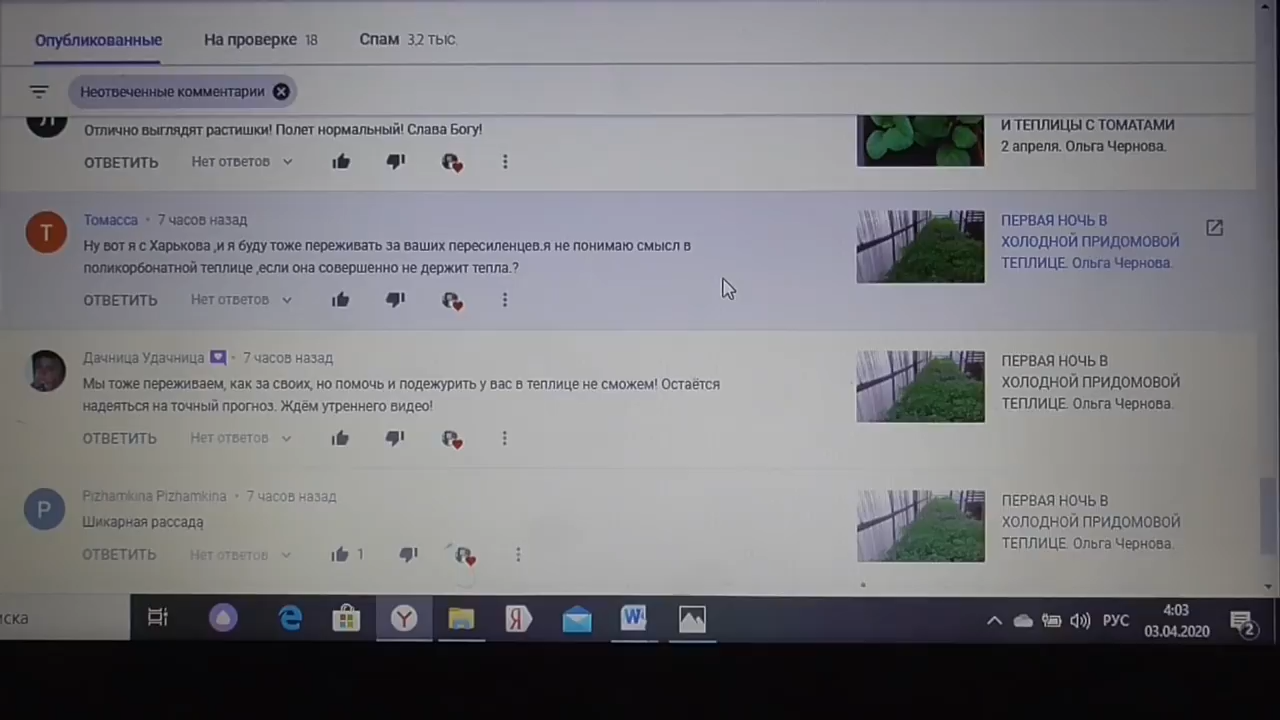 Опубликованные
На проверке 18
Спам 3,2 тыс.
Неотвеченные комментарии
Отлично выглядят растишки! Полет нормальный! Слава Богу!
ОТВЕТИТЬ Нет ответов
И ТЕПЛИЦЫ С ТОМАТАМИ
2 апреля. Ольга Чернова.
Т
Томасса • 7 часов назад
Ну вот я с Харькова ,и я буду тоже переживать за ваших пересиленцев.я не понимаю смысл в
поликорбонатной теплице ,если она совершенно не держит тепла.?
ОТВЕТИТЬ Нет ответов
ПЕРВАЯ НОЧЬ В
ХОЛОДНОЙ ПРИДОМОВОЙ
ТЕПЛИЦЕ. Ольга Чернова.
Дачница Удачница • 7 часов назад
Мы тоже переживаем, как за своих, но помочь и подежурить у вас в теплице не сможем! Остаётся
надеяться на точный прогноз. Ждём утреннего видео!
ОТВЕТИТЬ Нет ответов
ПЕРВАЯ НОЧЬ В
ХОЛОДНОЙ ПРИДОМОВОЙ
ТЕПЛИЦЕ. Ольга Чернова.
P
Pizhamkina Pizhamkina • 7 часов назад
Шикарная рассада
ОТВЕТИТЬ Нет ответов 1
ПЕРВАЯ НОЧЬ В
ХОЛОДНОЙ ПРИДОМОВОЙ
ТЕПЛИЦЕ. Ольга Чернова.
иска
РУС
4:03
03.04.2020
2